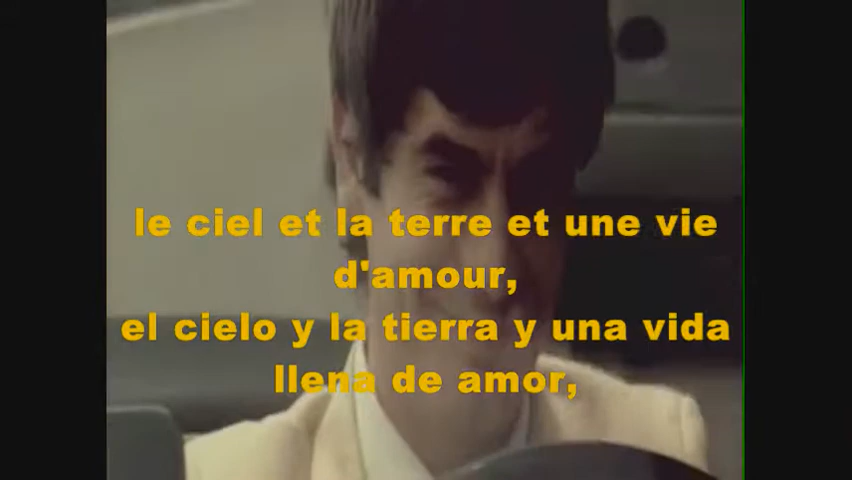 le ciel et la terre et une vie
d'amour,
el cielo y la tierra y una vida
llena de amor,